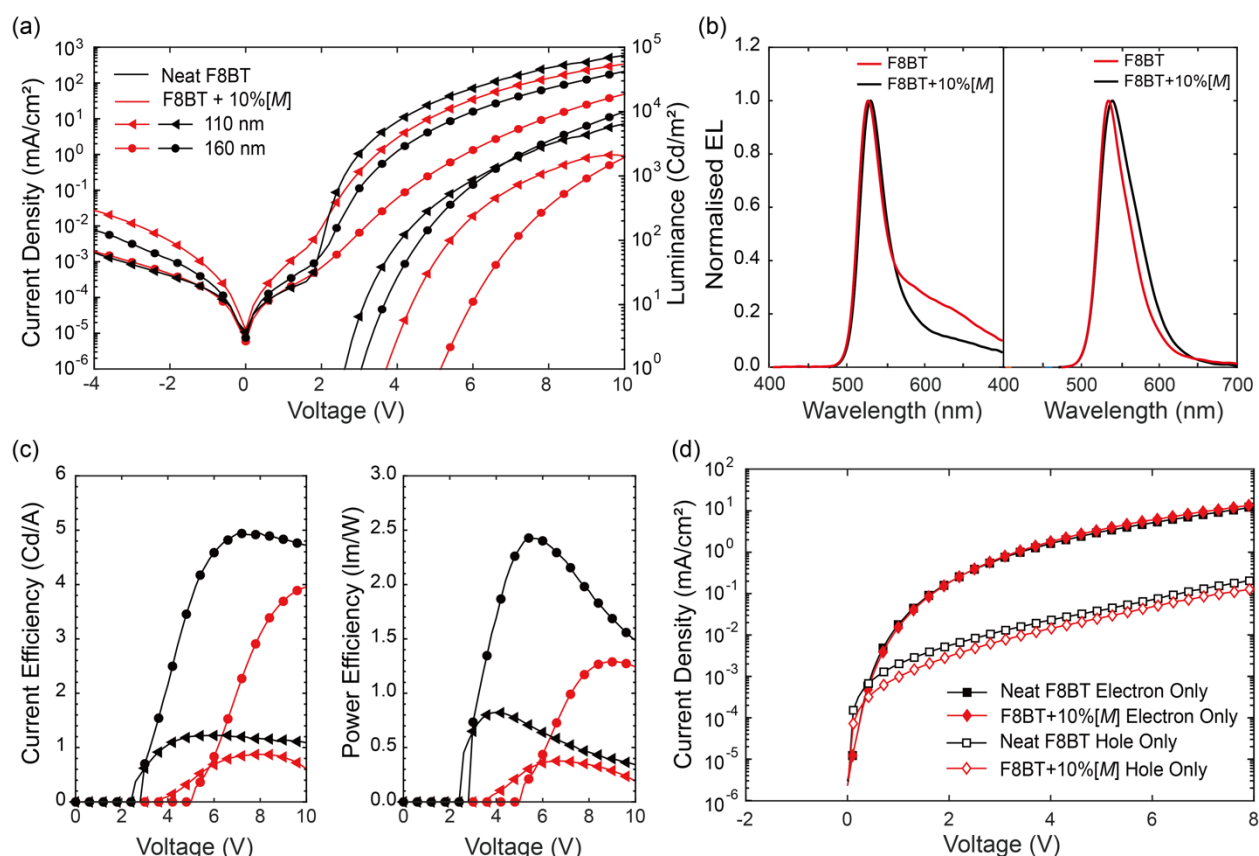 (a)
Current Density (mA/cm²)
10³
10²
10¹
10⁰
10⁻¹
10⁻²
10⁻³
10⁻⁴
10⁻⁵
10⁻⁶
Neat F8BT
F8BT + 10%[M]
110 nm
160 nm
-4 -2 0 2 4 6 8 10
Voltage (V)
10⁵
10⁴
10³
10²
10¹
10⁰
Luminance (Cd/m²)
(b)
Normalised EL
1.2
1.0
0.8
0.6
0.4
0.2
0.0
F8BT
F8BT+10%[M]
F8BT
F8BT+10%[M]
400 500 600 400 500 600 700
Wavelength (nm) Wavelength (nm)
(c)
Current Efficiency (Cd/A)
6
5
4
3
2
1
0
0 2 4 6 8 10
Voltage (V)
Power Efficiency (lm/W)
3.0
2.5
2.0
1.5
1.0
0.5
0.0
0 2 4 6 8 10
Voltage (V)
(d)
Current Density (mA/cm²)
10²
10¹
10⁰
10⁻¹
10⁻²
10⁻³
10⁻⁴
10⁻⁵
10⁻⁶
Neat F8BT Electron Only
F8BT+10%[M] Electron Only
Neat F8BT Hole Only
F8BT+10%[M] Hole Only
-2 0 2 4 6 8
Voltage (V)